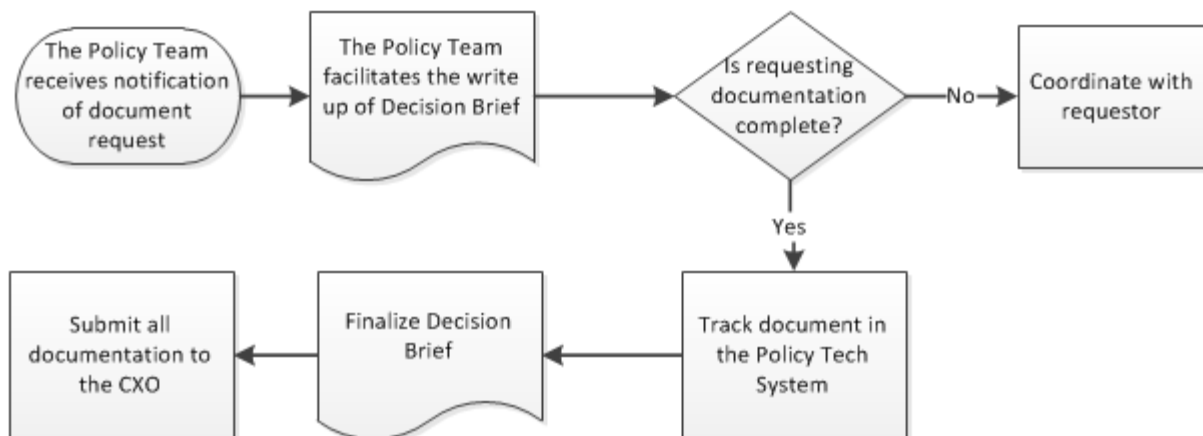 The Policy Team
receives notification
of document
request
The Policy Team
facilitates the write
up of Decision Brief
Is requesting
documentation
complete?
No
Coordinate with
requestor
Yes
Track document in
the Policy Tech
System
Finalize Decision
Brief
Submit all
documentation to
the CXO